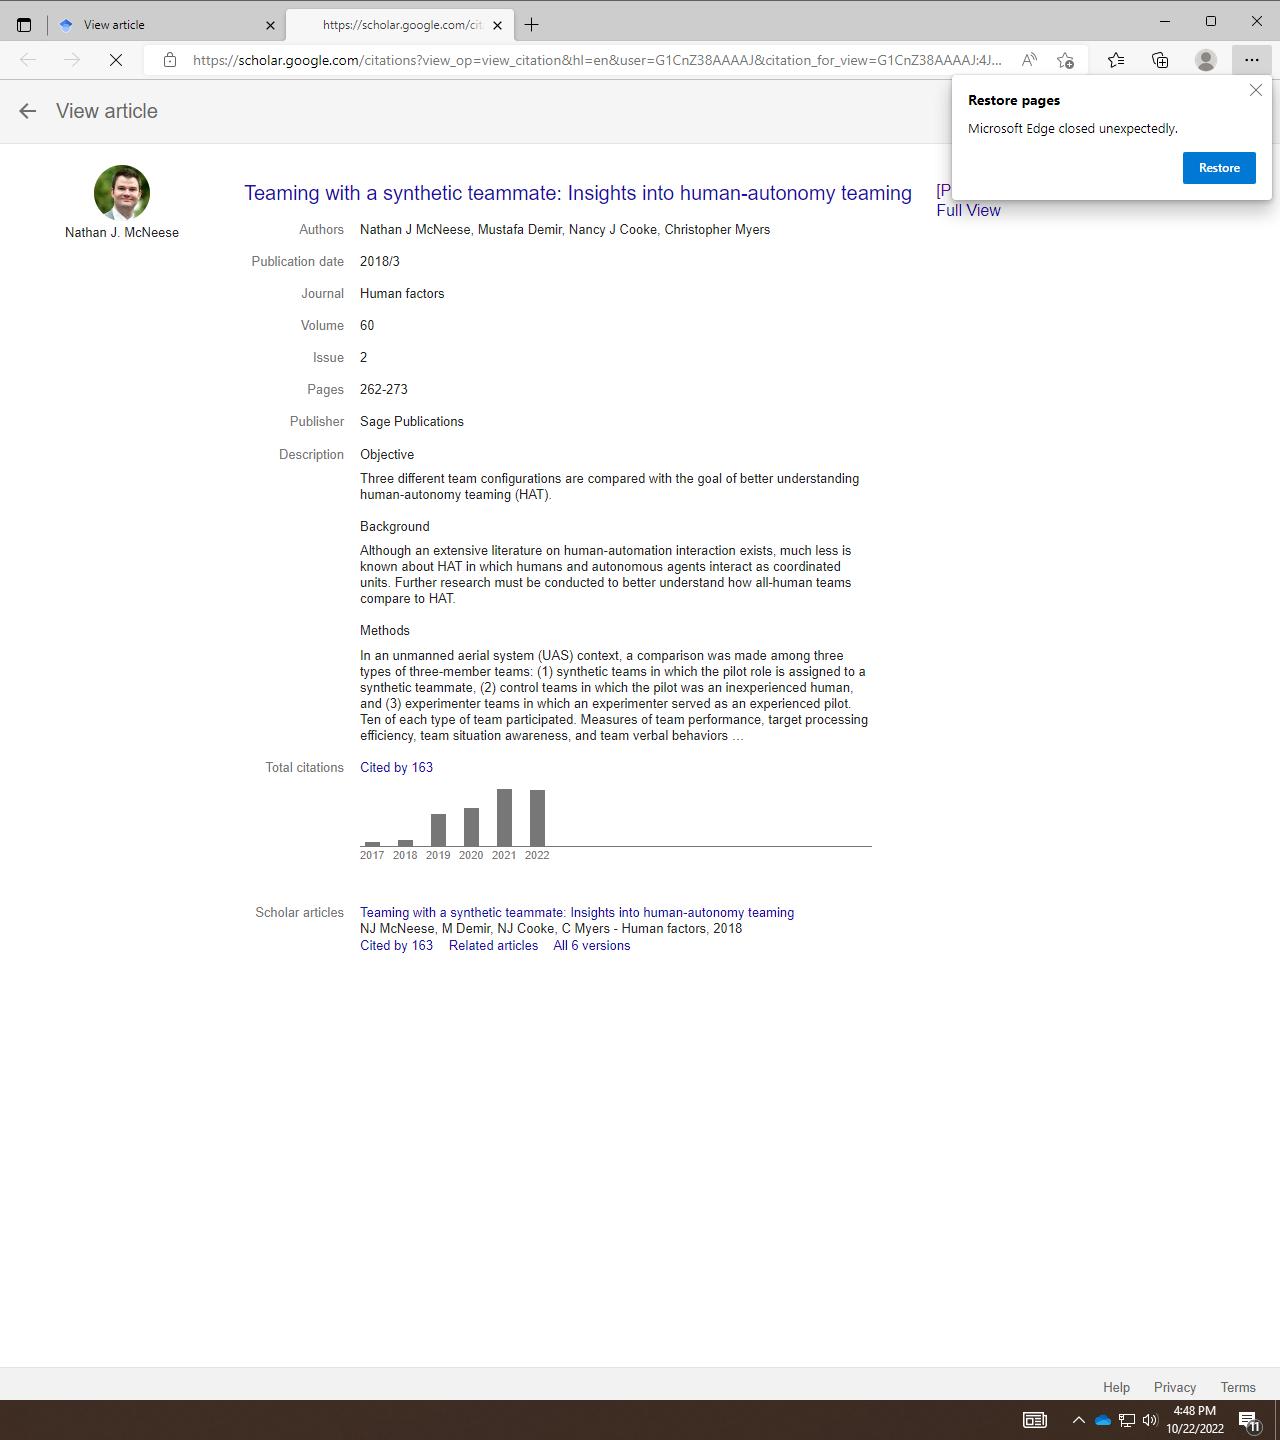 View article
https://scholar.google.com/cit
https://scholar.google.com/citations?view_op=view_citation&hl=en&user=G1CnZ38AAAAJ&citation_for_view=G1CnZ38AAAAJ:4J...
View article
Restore pages
Microsoft Edge closed unexpectedly.
Restore
Nathan J. McNeese
Teaming with a synthetic teammate: Insights into human-autonomy teaming
[P
Full View
Authors Nathan J McNeese, Mustafa Demir, Nancy J Cooke, Christopher Myers
Publication date 2018/3
Journal Human factors
Volume 60
Issue 2
Pages 262-273
Publisher Sage Publications
Description Objective
Three different team configurations are compared with the goal of better understanding
human-autonomy teaming (HAT).
Background
Although an extensive literature on human-automation interaction exists, much less is
known about HAT in which humans and autonomous agents interact as coordinated
units. Further research must be conducted to better understand how all-human teams
compare to HAT.
Methods
In an unmanned aerial system (UAS) context, a comparison was made among three
types of three-member teams: (1) synthetic teams in which the pilot role is assigned to a
synthetic teammate, (2) control teams in which the pilot was an inexperienced human,
and (3) experimenter teams in which an experimenter served as an experienced pilot.
Ten of each type of team participated. Measures of team performance, target processing
efficiency, team situation awareness, and team verbal behaviors …
Total citations Cited by 163
2017 2018 2019 2020 2021 2022
Scholar articles Teaming with a synthetic teammate: Insights into human-autonomy teaming
NJ McNeese, M Demir, NJ Cooke, C Myers - Human factors, 2018
Cited by 163 Related articles All 6 versions
Help Privacy Terms
4:48 PM
10/22/2022
11